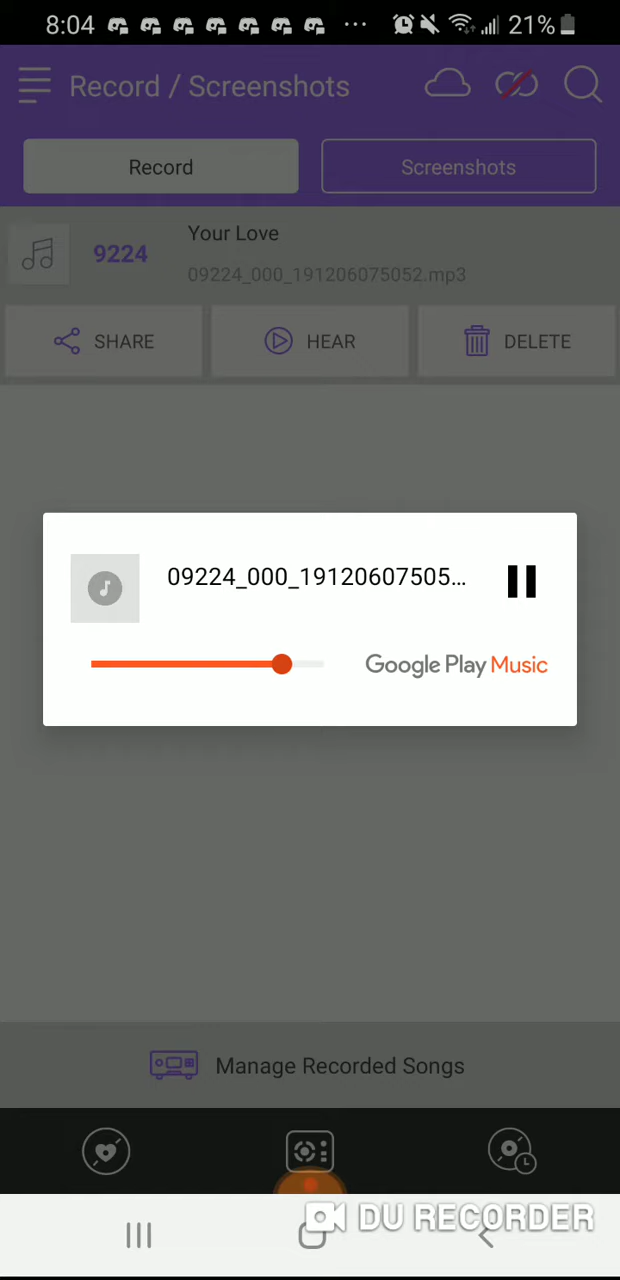 8:04 ... 21%
Record / Screenshots
Record
Screenshots
9224
Your Love
09224_000_191206075052.mp3
SHARE
HEAR
DELETE
09224_000_19120607505...
Google Play Music
Manage Recorded Songs
DU RECORDER